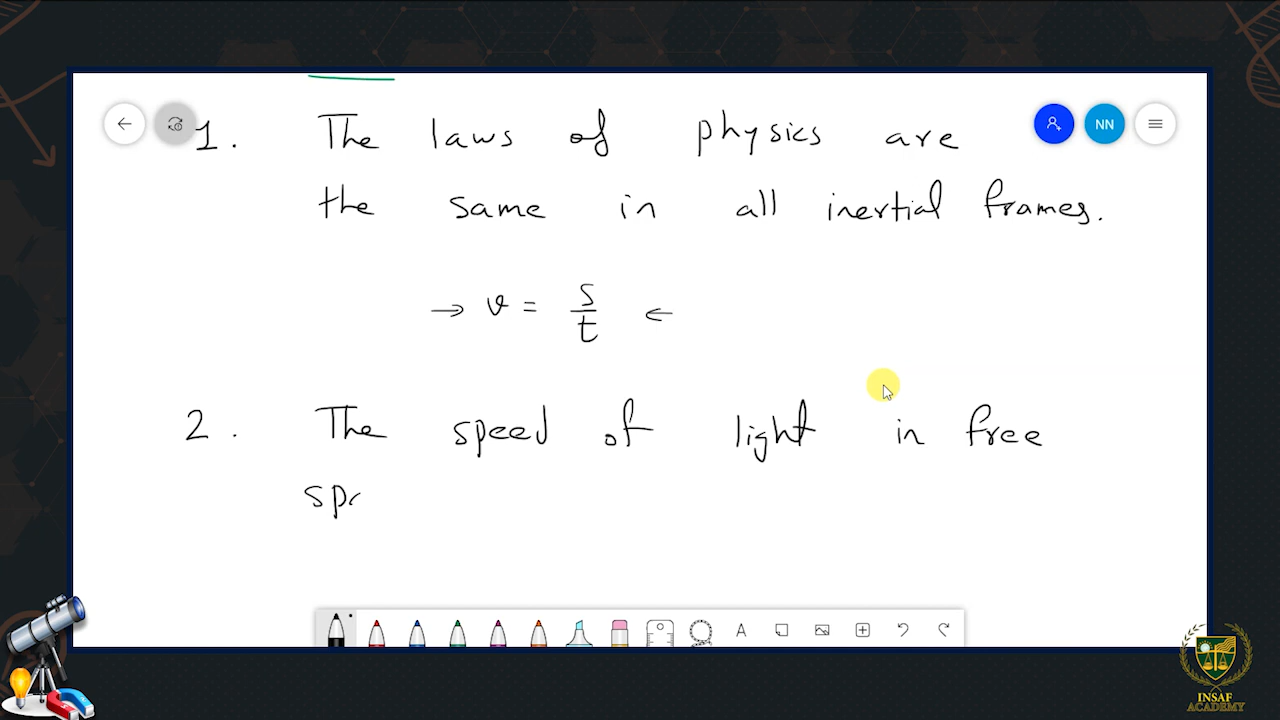 1. The laws of physics are
the same in all inertial frames.
→ v = s/t ←
2. The speed of light in free
NN
A
INSAF
ACADEMY